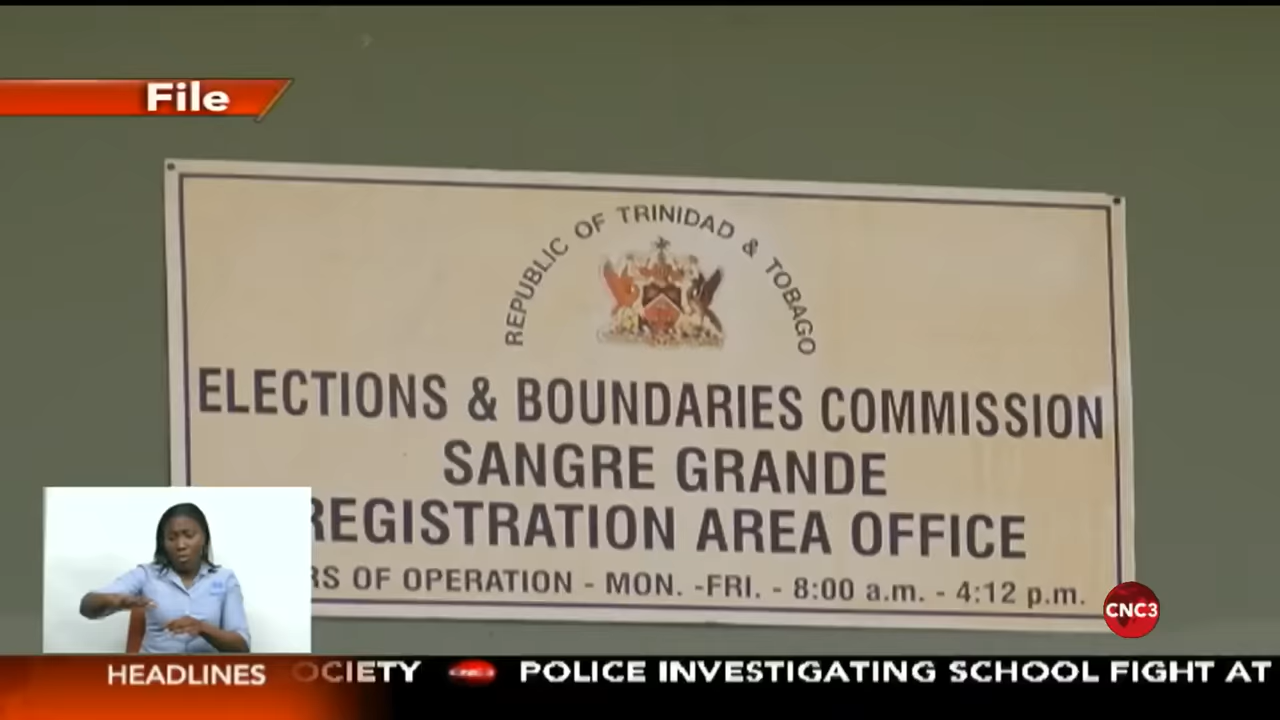 File
REPUBLIC OF TRINIDAD & TOBAGO
ELECTIONS & BOUNDARIES COMMISSION
SANGRE GRANDE
REGISTRATION AREA OFFICE
RS OF OPERATION - MON. -FRI. - 8:00 a.m. - 4:12 p.m.
CNC3
HEADLINES OCIETY CNC3 POLICE INVESTIGATING SCHOOL FIGHT AT